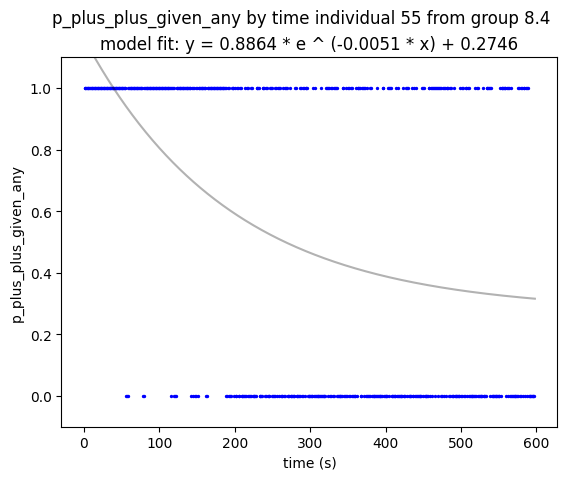 p_plus_plus_given_any by time individual 55 from group 8.4
model fit: y = 0.8864 * e ^ (-0.0051 * x) + 0.2746
1.0
0.8
0.6
0.4
0.2
0.0
p_plus_plus_given_any
0 100 200 300 400 500 600
time (s)